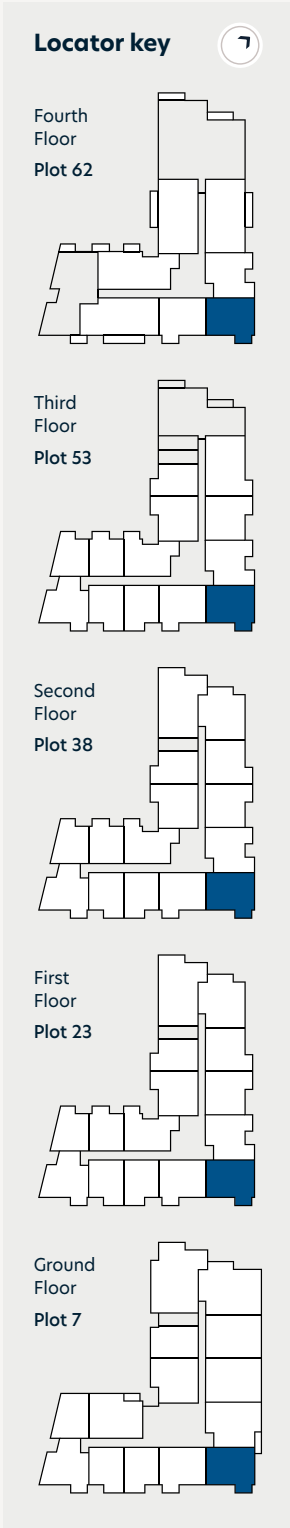 Locator key
Fourth
Floor
Plot 62
Third
Floor
Plot 53
Second
Floor
Plot 38
First
Floor
Plot 23
Ground
Floor
Plot 7